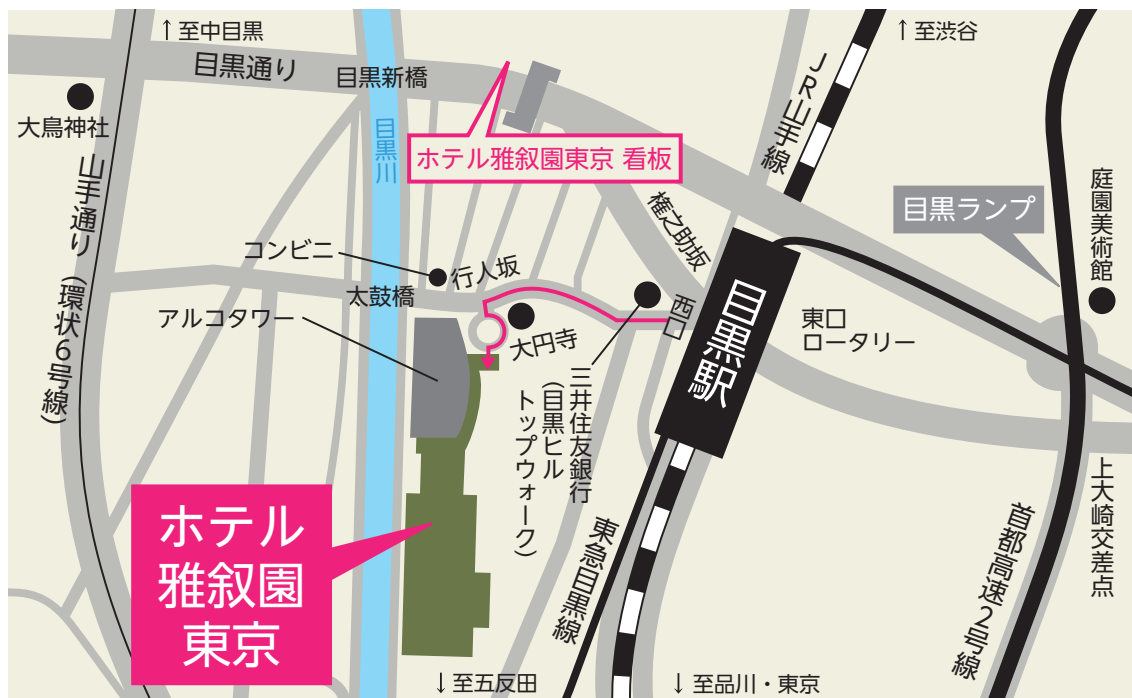 ↑至中目黒
↑至渋谷
目黒通り
目黒新橋
JR山手線
大鳥神社
目黒川
ホテル雅叙園東京 看板
目黒ランプ
庭園美術館
山手通り(環状6号線)
権之助坂
コンビニ
行人坂
太鼓橋
アルコタワー
西口
目黒駅
東口
ロータリー
大円寺
三井住友銀行
(目黒ヒル
トップウォーク)
上大崎交差点
ホテル
雅叙園
東京
東急目黒線
首都高速2号線
↓至五反田
↓至品川・東京